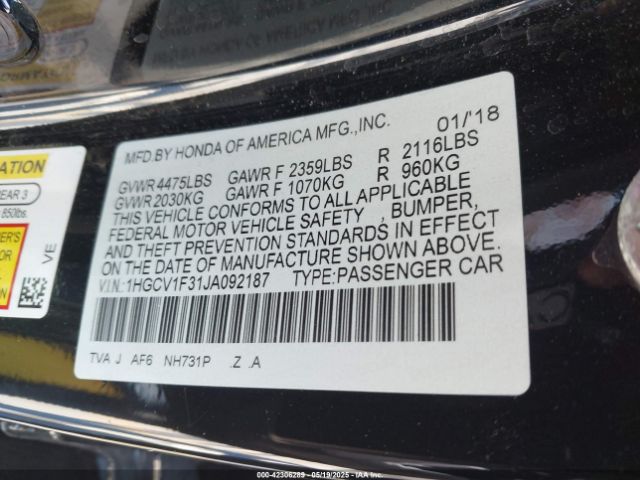 MFD.BY HONDA OF AMERICA MFG.,INC. 01/'18
GVWR 4475LBS GAWR F 2359LBS R 2116LBS
GVWR 2030KG GAWR F 1070KG R 960KG
THIS VEHICLE CONFORMS TO ALL APPLICABLE
FEDERAL MOTOR VEHICLE SAFETY , BUMPER,
AND THEFT PREVENTION STANDARDS IN EFFECT
ON THE DATE OF MANUFACTURE SHOWN ABOVE.
V.I.N.:1HGCV1F31JA092187 TYPE:PASSENGER CAR
TVA J AF6 NH731P .Z .A
ATION
EAR 3
850lbs.
VE
000-42306289 - 05/19/2025 - IAAI.COM